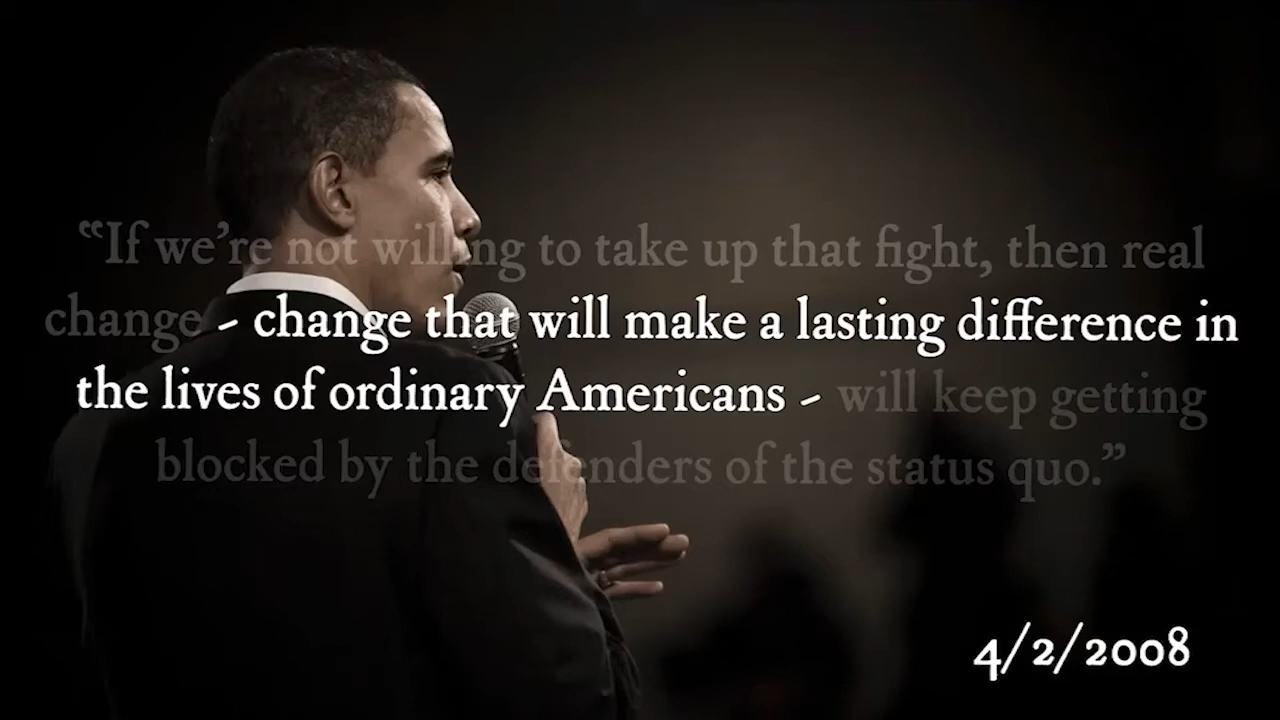 “If we’re not willing to take up that fight, then real
change - change that will make a lasting difference in
the lives of ordinary Americans - will keep getting
blocked by the defenders of the status quo.”
4/2/2008